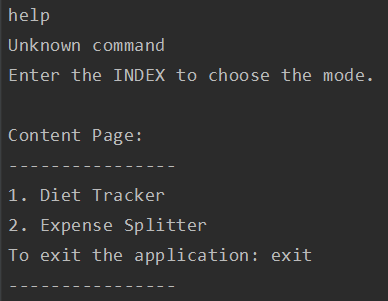 help
Unknown command
Enter the INDEX to choose the mode.

Content Page:
----------------
1. Diet Tracker
2. Expense Splitter
To exit the application: exit
----------------